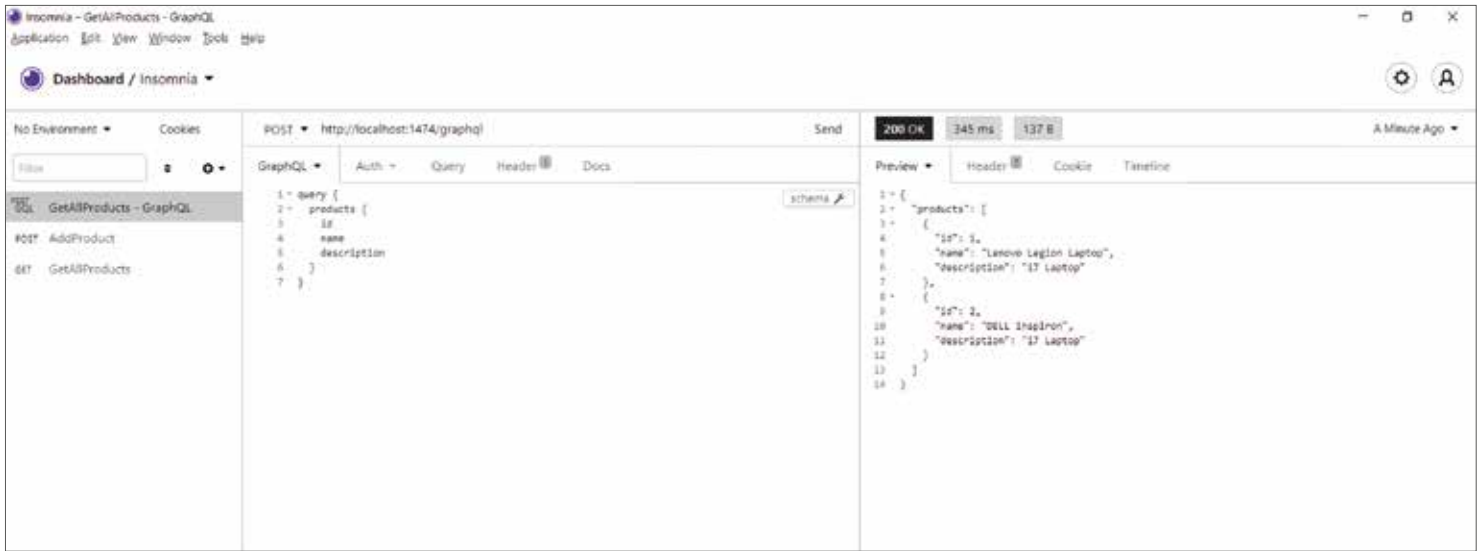 Insomnia – GetAllProducts - GraphQL
Application Edit View Window Tools Help
Dashboard / Insomnia
No Environment Cookies
POST http://localhost:1474/graphql Send
200 OK 345 ms 137 B A Minute Ago
Filter
GraphQL Auth Query Header Docs
Preview Header Cookie Timeline
GetAllProducts - GraphQL
POST AddProduct
GET GetAllProducts
schema
1 query {
2 products {
3 id
4 name
5 description
6 }
7 }
1 {
2 "products": [
3 {
4 "id": 1,
5 "name": "Lenovo Legion Laptop",
6 "description": "i7 Laptop"
7 },
8 {
9 "id": 2,
10 "name": "DELL Inspiron",
11 "description": "i7 Laptop"
12 }
13 ]
14 }